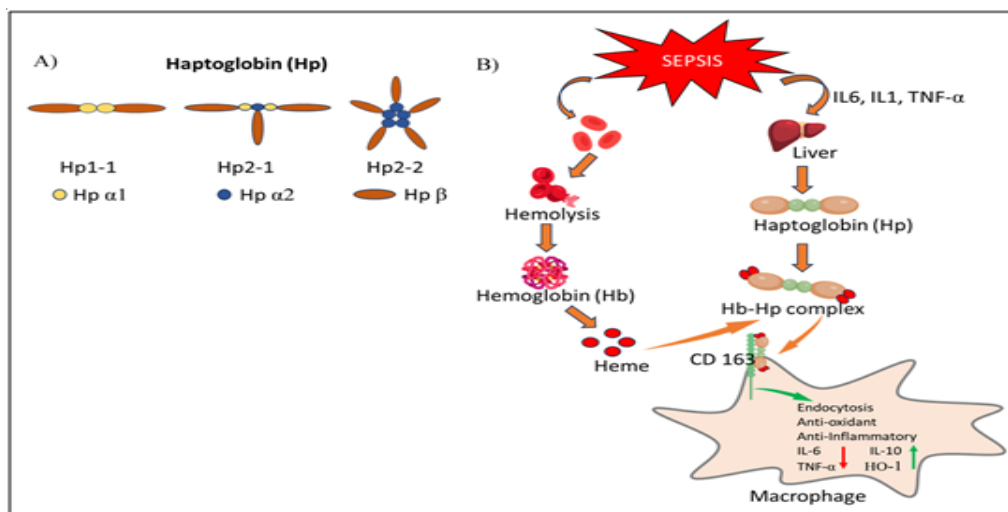 A)
Haptoglobin (Hp)
Hp1-1
Hp2-1
Hp2-2
Hp α1
Hp α2
Hp β
B)
SEPSIS
IL6, IL1, TNF-α
Liver
Hemolysis
Haptoglobin (Hp)
Hemoglobin (Hb)
Hb-Hp complex
Heme
CD 163
Endocytosis
Anti-oxidant
Anti-Inflammatory
IL-6 IL-10
TNF-α HO-1
Macrophage